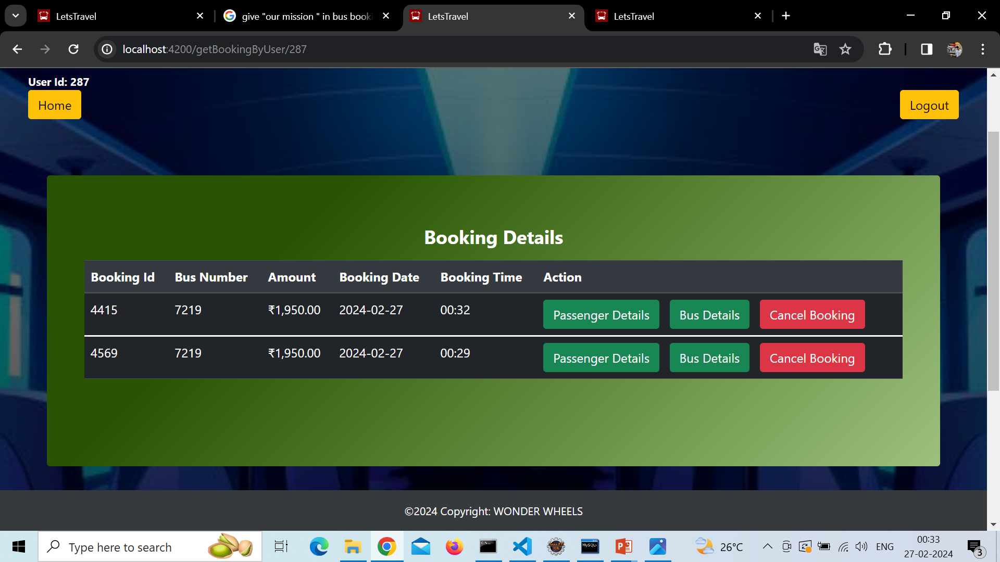 LetsTravel
give "our mission " in bus booki
LetsTravel
LetsTravel
localhost:4200/getBookingByUser/287
User Id: 287
Home
Logout
Booking Details
Booking Id Bus Number Amount Booking Date Booking Time Action
4415 7219 ₹1,950.00 2024-02-27 00:32 Passenger Details Bus Details Cancel Booking
4569 7219 ₹1,950.00 2024-02-27 00:29 Passenger Details Bus Details Cancel Booking
©2024 Copyright: WONDER WHEELS
Type here to search
Java EE
IDE
MySQL
26°C
ENG
00:33
27-02-2024
3